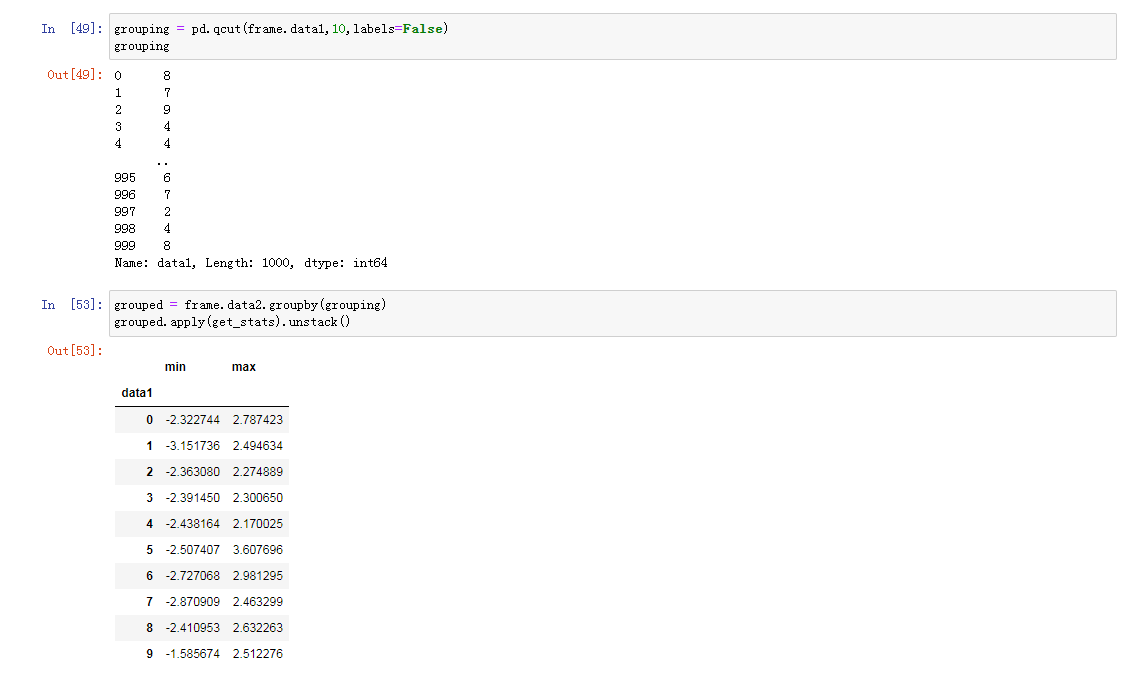 In [49]: grouping = pd.qcut(frame.data1,10,labels=False)
grouping
Out[49]: 0 8
1 7
2 9
3 4
4 4
..
995 6
996 7
997 2
998 4
999 8
Name: data1, Length: 1000, dtype: int64
In [53]: grouped = frame.data2.groupby(grouping)
grouped.apply(get_stats).unstack()
Out[53]:
min max
data1
0 -2.322744 2.787423
1 -3.151736 2.494634
2 -2.363080 2.274889
3 -2.391450 2.300650
4 -2.438164 2.170025
5 -2.507407 3.607696
6 -2.727068 2.981295
7 -2.870909 2.463299
8 -2.410953 2.632263
9 -1.585674 2.512276